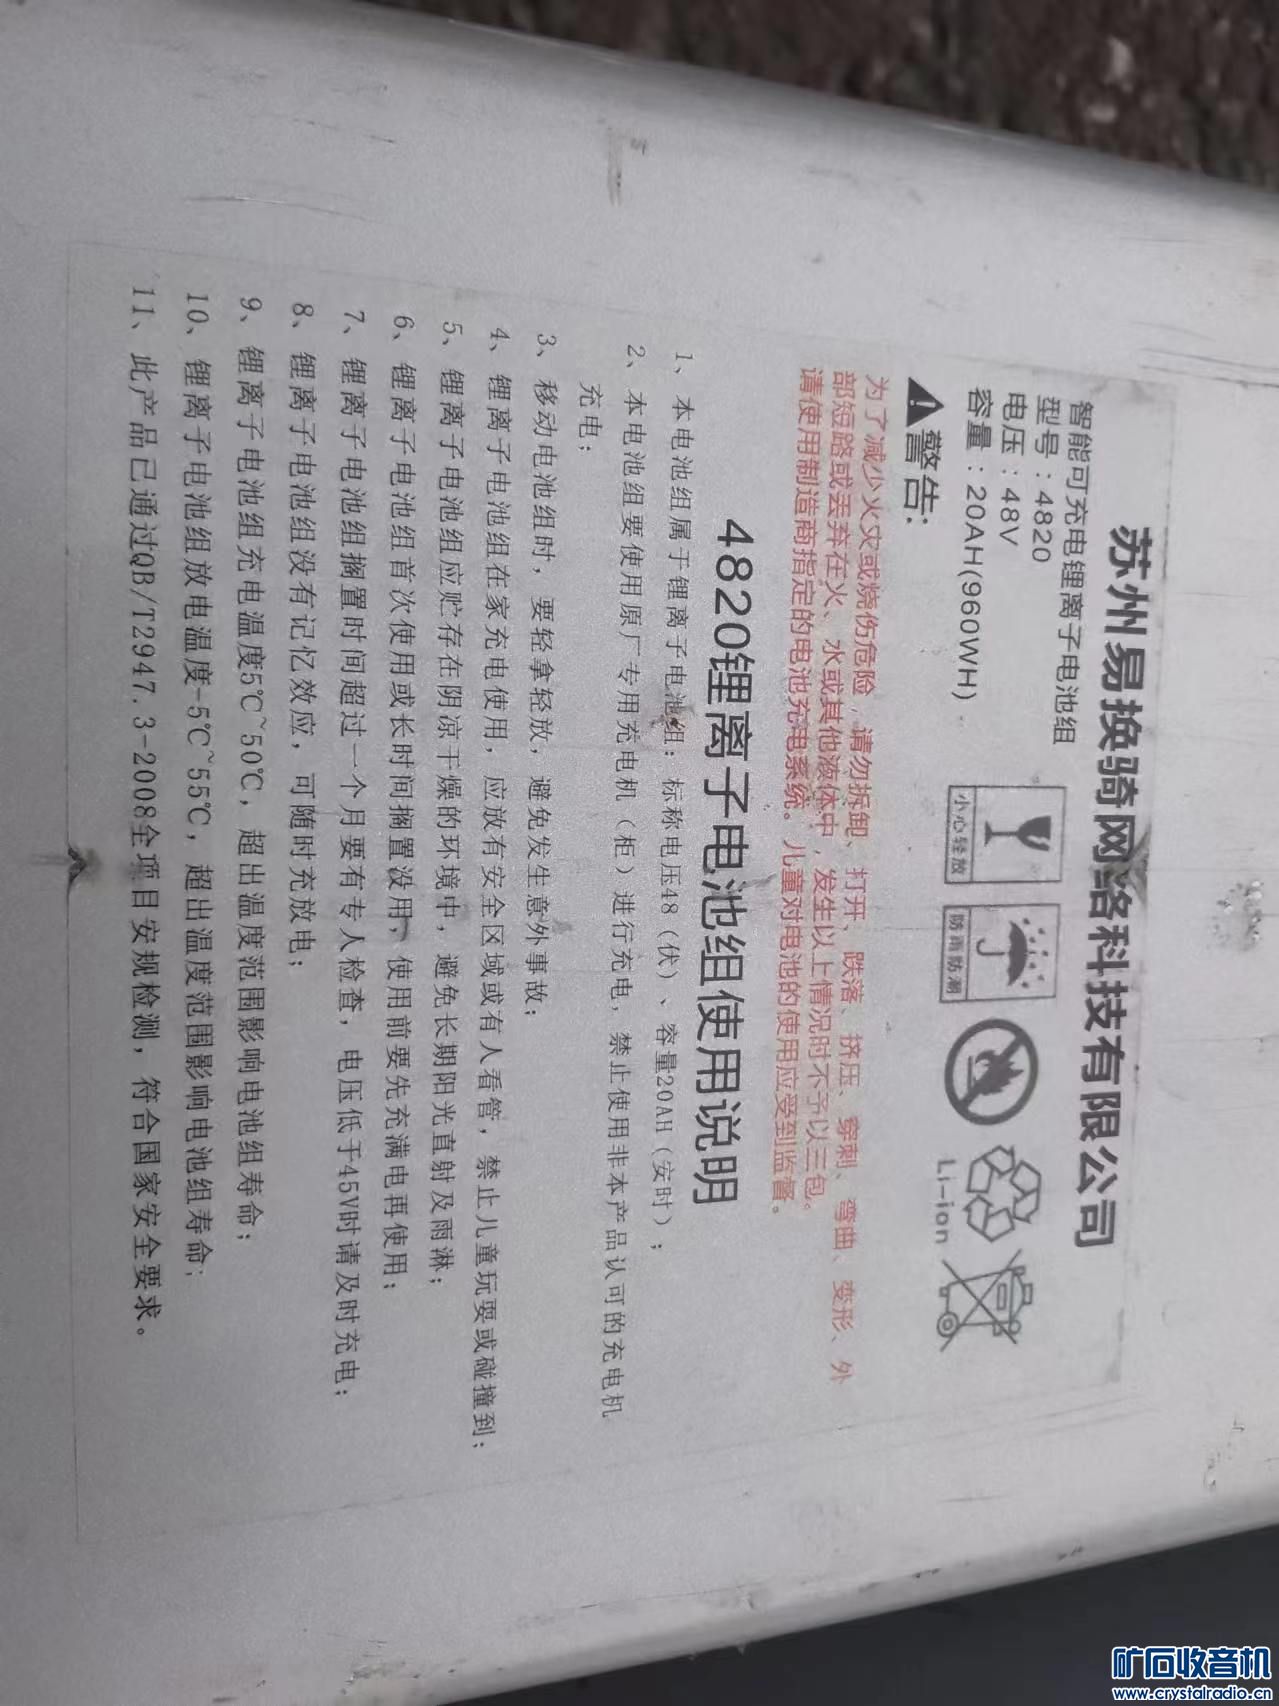 苏州易换骑网络科技有限公司
智能可充电锂离子电池组
型号：4820
电压：48V
容量：20AH(960WH)
小心轻放
防雨防潮
Li-ion
警告:
为了减少火灾或烧伤危险，请勿拆卸、打开、跌落、挤压、穿刺、弯曲、变形、外
部短路或丢弃在火、水或其他液体中，发生以上情况时不予以三包。
请使用制造商指定的电池充电系统。儿童对电池的使用应受到监督。
4820锂离子电池组使用说明
1、本电池组属于锂离子电池组：标称电压48（伏）、容量20AH（安时）；
2、本电池组要使用原厂专用充电机（柜）进行充电，禁止使用非本产品认可的充电机
充电；
3、移动电池组时，要轻拿轻放，避免发生意外事故；
4、锂离子电池组在家充电使用，应放有安全区域或有人看管，禁止儿童玩耍或碰撞到；
5、锂离子电池组应贮存在阴凉干燥的环境中，避免长期阳光直射及雨淋；
6、锂离子电池组首次使用或长时间搁置没用，使用前要先充满电再使用；
7、锂离子电池组搁置时间超过一个月要有专人检查，电压低于45V时请及时充电；
8、锂离子电池组没有记忆效应，可随时充放电；
9、锂离子电池组充电温度5℃~50℃，超出温度范围影响电池组寿命；
10、锂离子电池组放电温度-5℃~55℃，超出温度范围影响电池组寿命；
11、此产品已通过QB/T2947.3-2008全项目安规检测，符合国家安全要求。
矿石收音机
www.crystalradio.cn